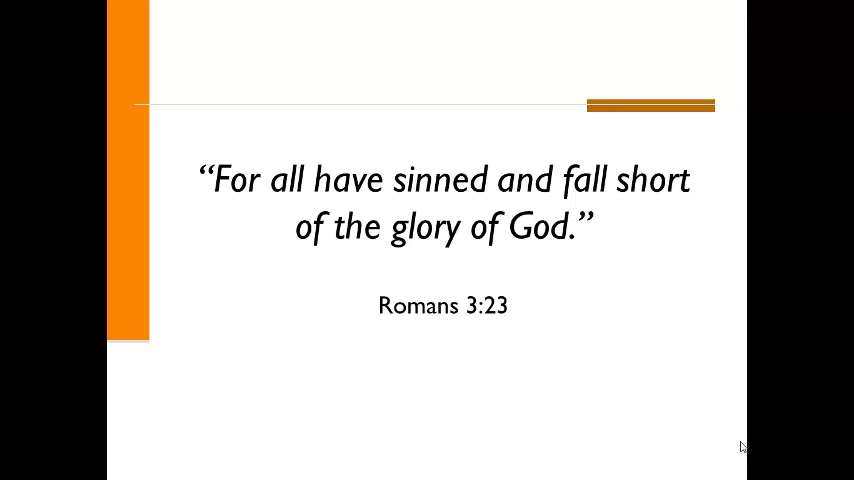 “For all have sinned and fall short
of the glory of God.”
Romans 3:23